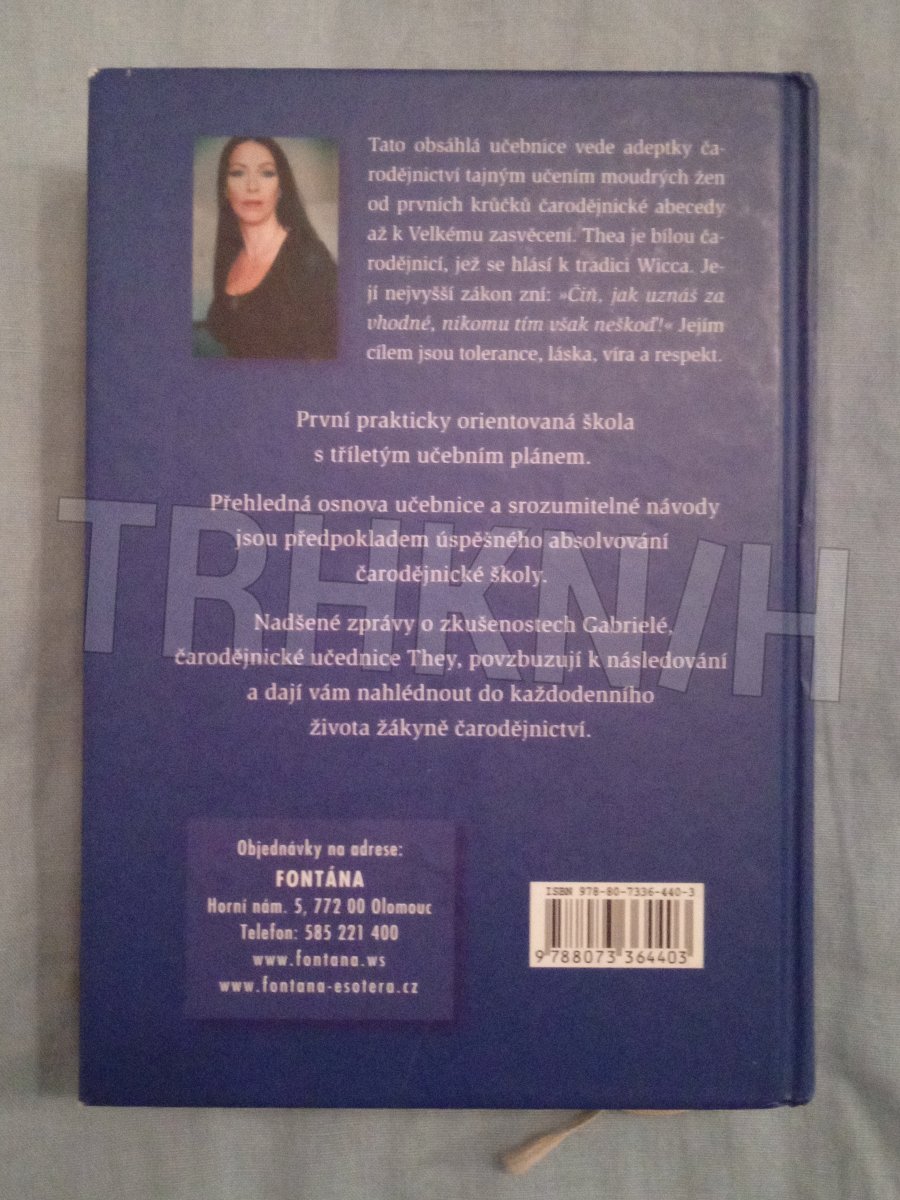 Tato obsáhlá učebnice vede adeptky ča-
rodějnictví tajným učením moudrých žen
od prvních krůčků čarodějnické abecedy
až k Velkému zasvěcení. Thea je bílou ča-
rodějnicí, jež se hlásí k tradici Wicca. Je-
jí nejvyšší zákon zní: »Čiň, jak uznáš za
vhodné, nikomu tím však neškoď!« Jejím
cílem jsou tolerance, láska, víra a respekt.
První prakticky orientovaná škola
s tříletým učebním plánem.
Přehledná osnova učebnice a srozumitelné návody
jsou předpokladem úspěšného absolvování
čarodějnické školy.
Nadšené zprávy o zkušenostech Gabrielé,
čarodějnické učednice They, povzbuzují k následování
a dají vám nahlédnout do každodenního
života žákyně čarodějnictví.
TRHKNIH
Objednávky na adrese:
FONTÁNA
Horní nám. 5, 772 00 Olomouc
Telefon: 585 221 400
www.fontana.ws
www.fontana-esotera.cz
ISBN 978-80-7336-440-3
9 788073 364403